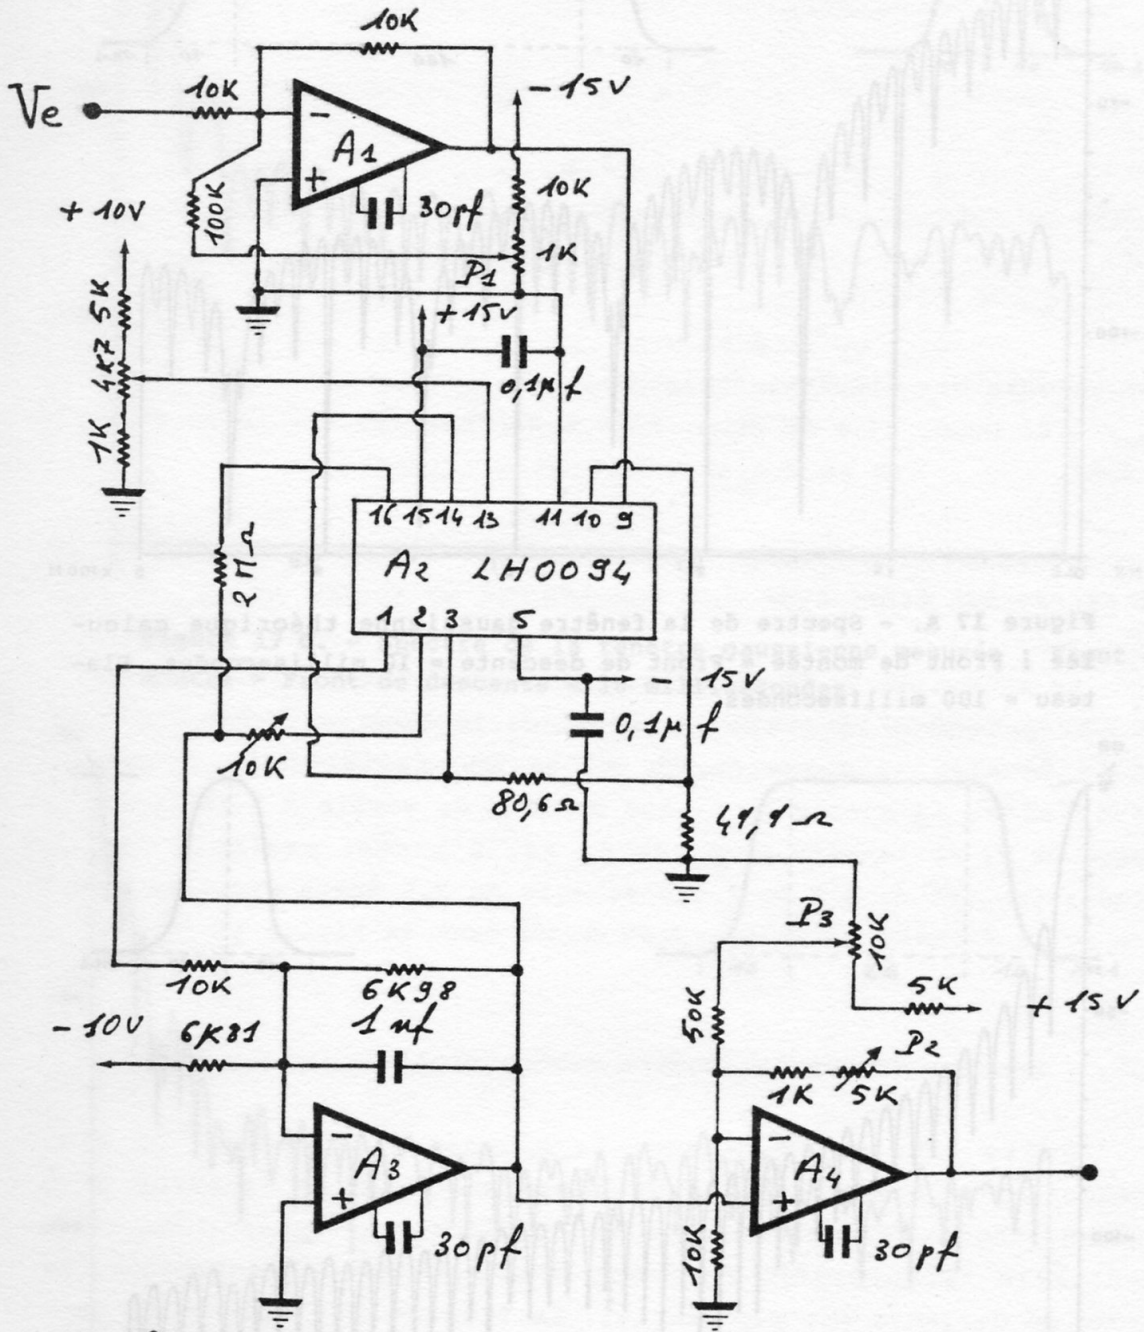 10K
10K
Ve
- 15V
A1
-
+
10K
100K
30pf
+ 10V
1K
P1
+ 15V
5K
4K7
0,1µf
1K
16 15 14 13 11 10 9
2MΩ
A2 LH0094
1 2 3 5
- 15V
0,1µf
10K
80,6Ω
P3
10K
10K
6K98
5K
+ 15V
1nf
- 10V
6K81
50K
P2
1K
5K
-
A3
+
-
A4
+
30pf
10K
30pf
Figure 17 A. - Spectre de la fenêtre Gaussienne théorique calcu-
lée : Front de montée = Front de descente = 10 millisecondes. Pla-
teau = 100 millisecondes.